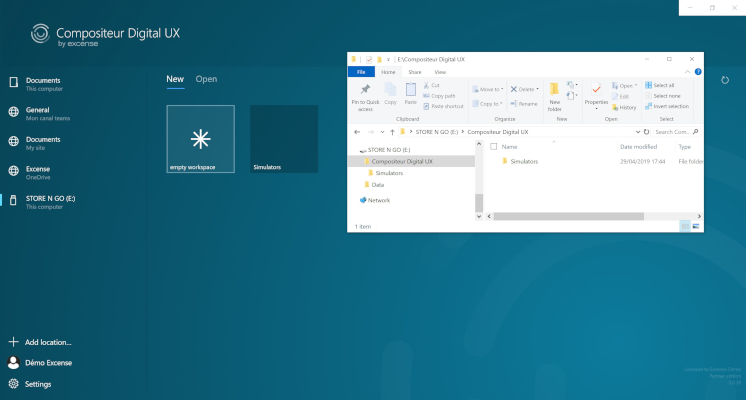 Compositeur Digital UX
by excense
Documents
This computer
General
Mon canal teams
Documents
My site
Excense
OneDrive
STORE N GO (E:)
This computer
Add location...
Démo Excense
Settings
New Open
empty workspace
Simulators
E:\Compositeur Digital UX
File Home Share View
Pin to Quick access
Copy
Paste
Cut
Copy path
Paste shortcut
Clipboard
Move to
Copy to
Delete
Rename
Organize
New folder
New
Properties
Open
Edit
History
Open
Select all
Select none
Invert selection
Select
STORE N GO (E:) > Compositeur Digital UX
Search Com...
STORE N GO (E:)
Compositeur Digital UX
Simulators
Data
Network
Name Date modified Type
Simulators 29/04/2019 17:44 File folder
1 item